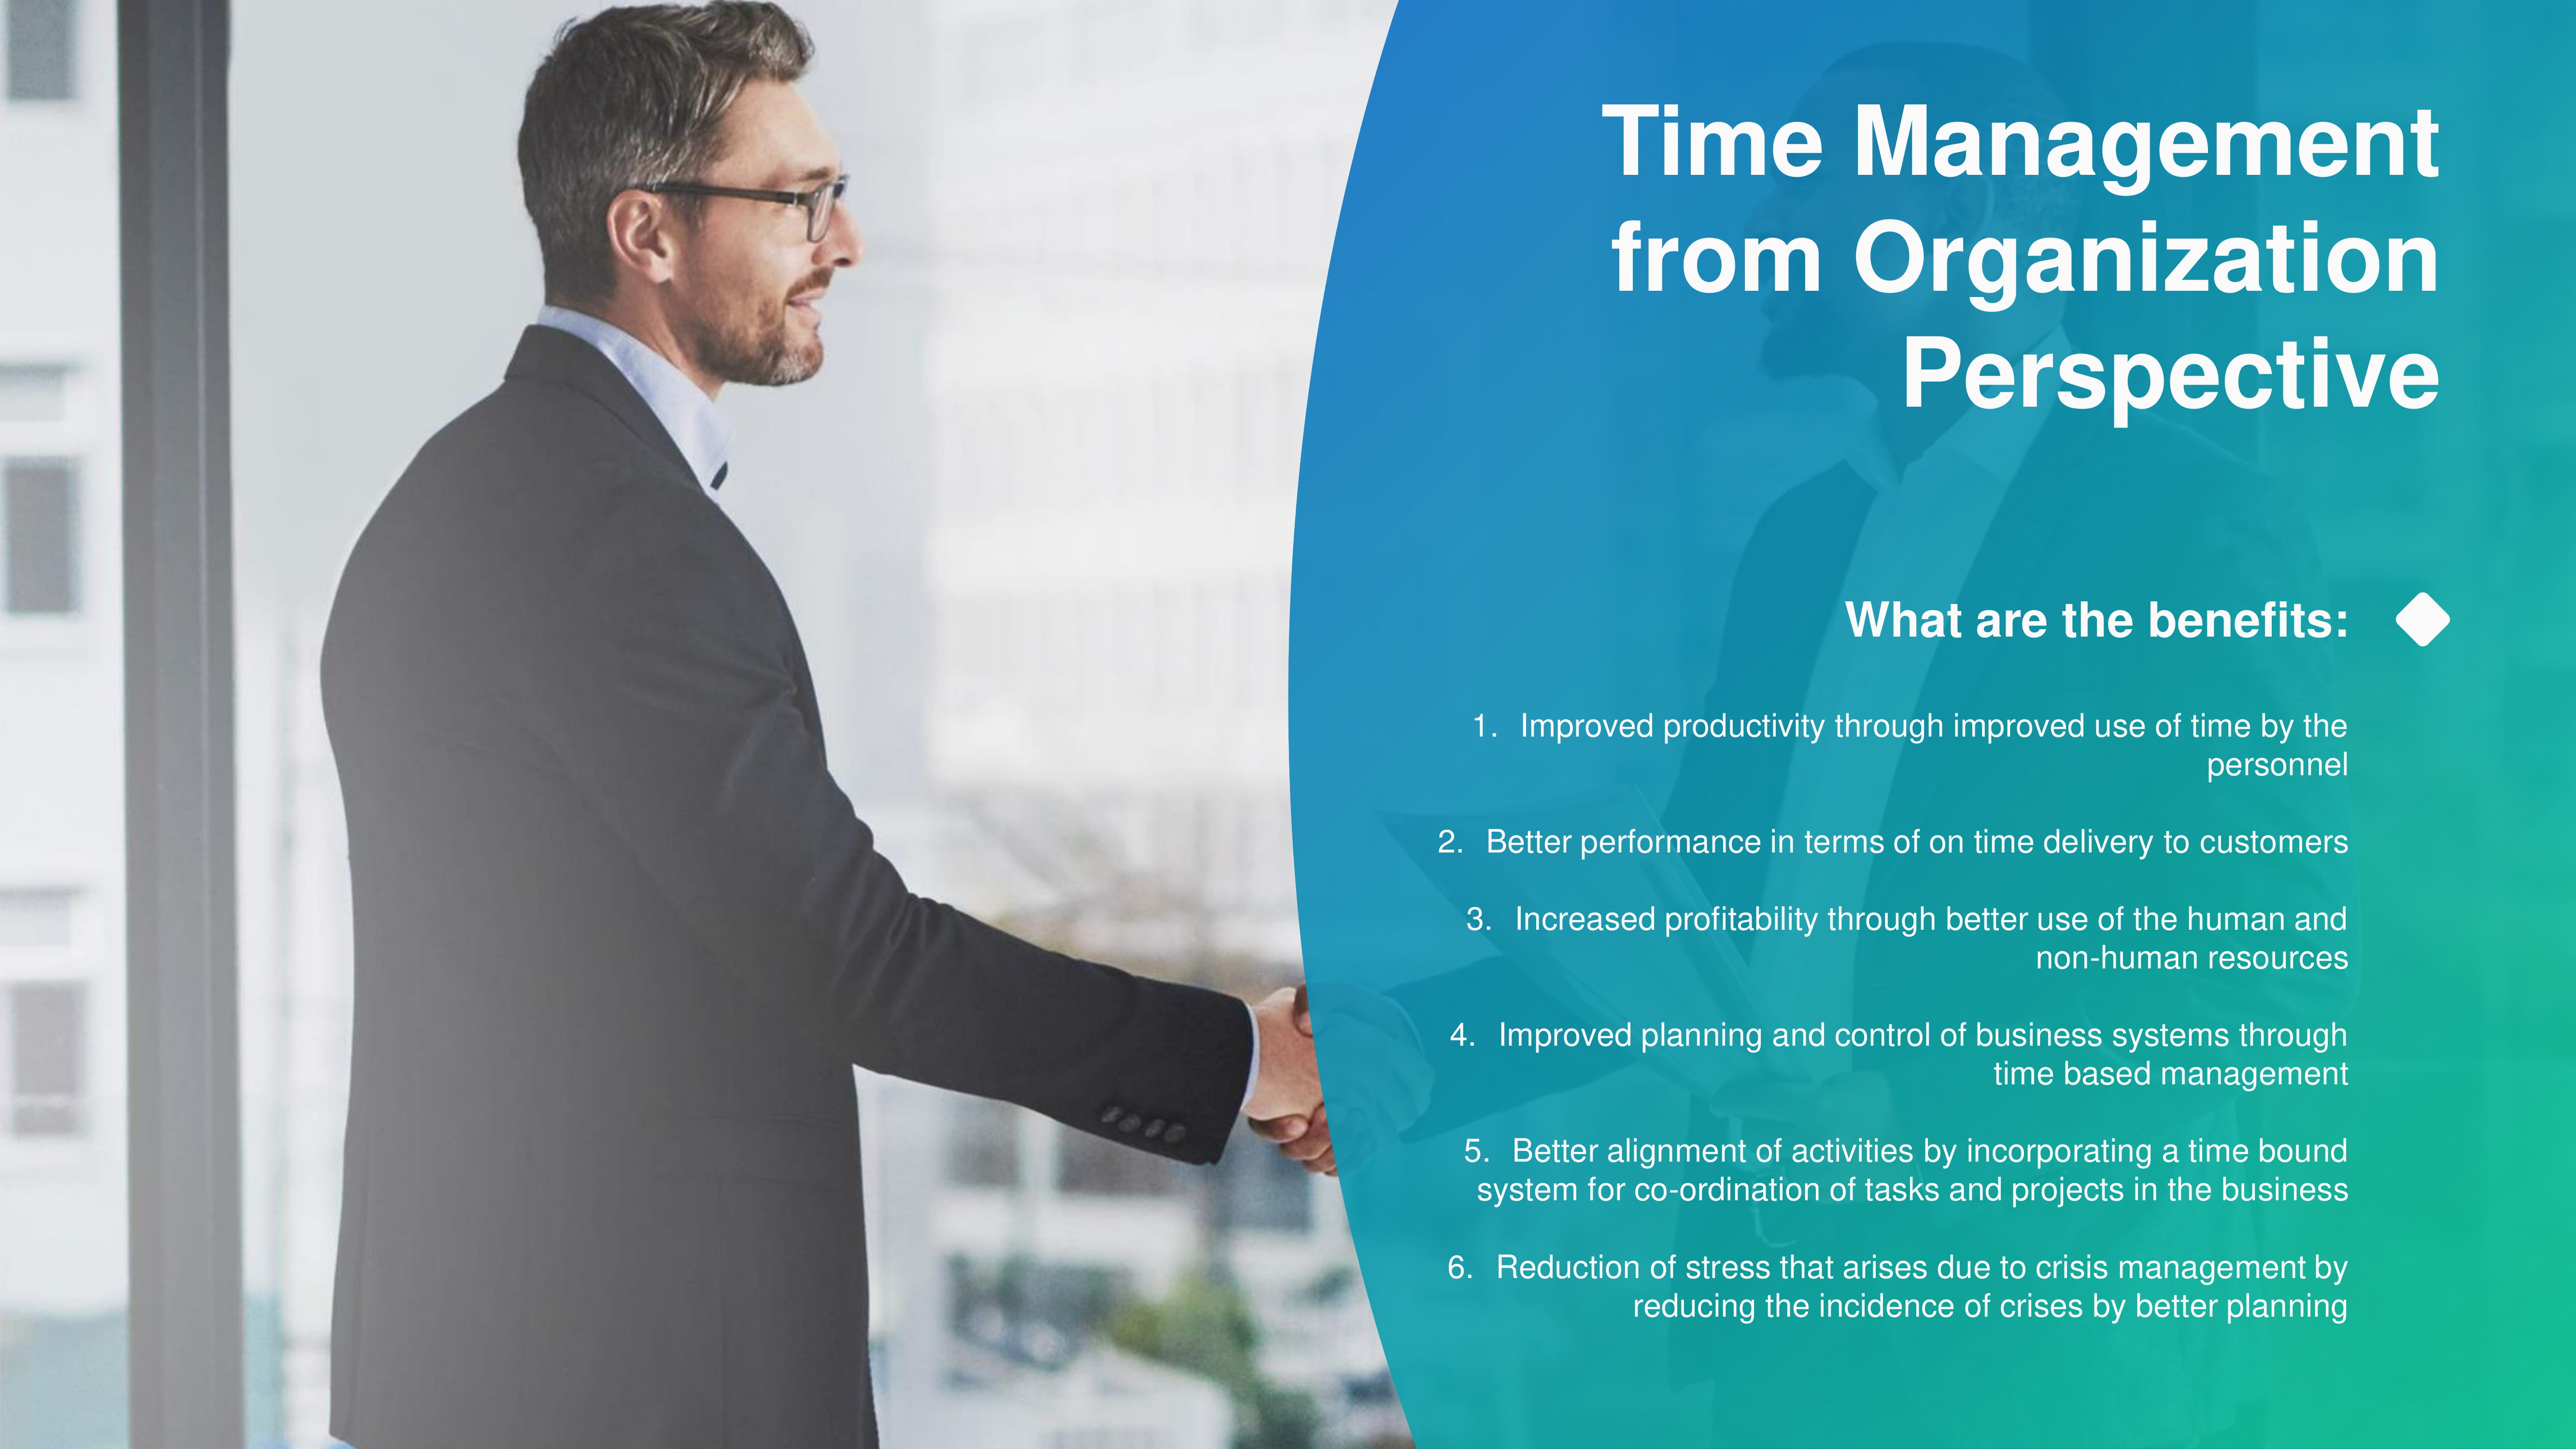 Time Management
from Organization
Perspective
What are the benefits:
1. Improved productivity through improved use of time by the
personnel
2. Better performance in terms of on time delivery to customers
3. Increased profitability through better use of the human and
non-human resources
4. Improved planning and control of business systems through
time based management
5. Better alignment of activities by incorporating a time bound
system for co-ordination of tasks and projects in the business
6. Reduction of stress that arises due to crisis management by
reducing the incidence of crises by better planning